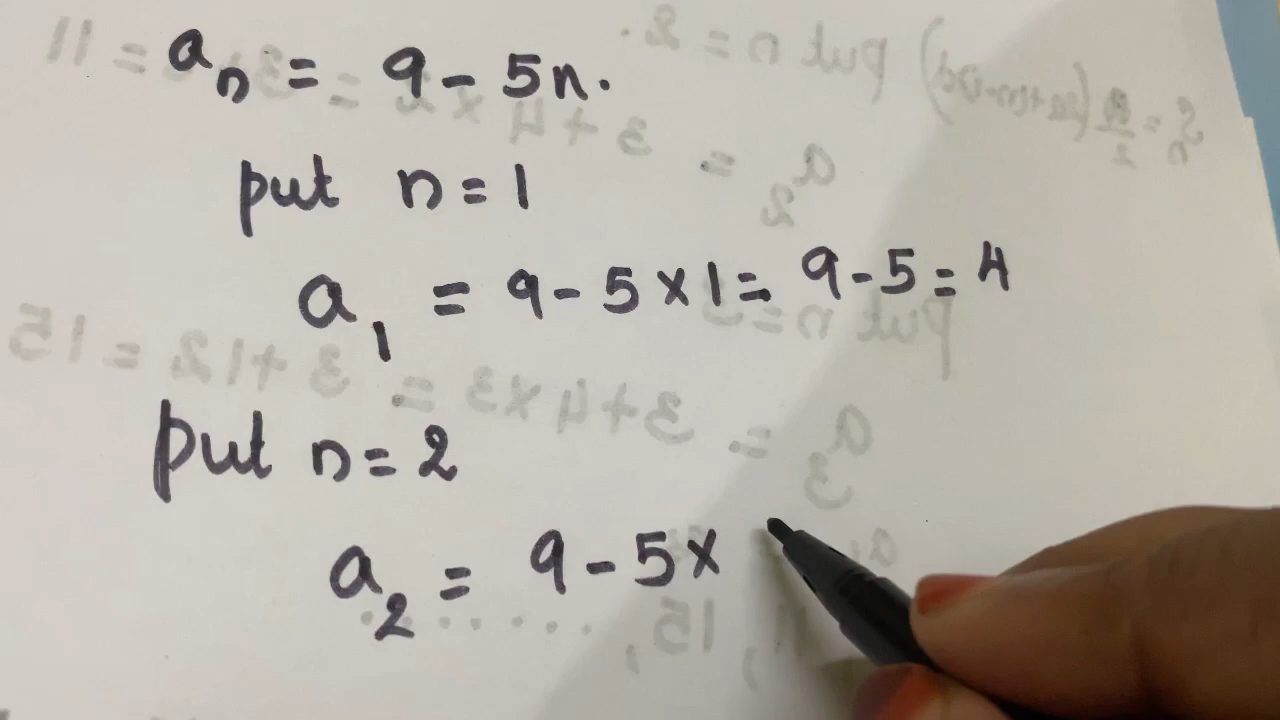 aₙ = 9 - 5n.
put n = 1
a₁ = 9 - 5 × 1 = 9 - 5 = 4
put n = 2
a₂ = 9 - 5 ×